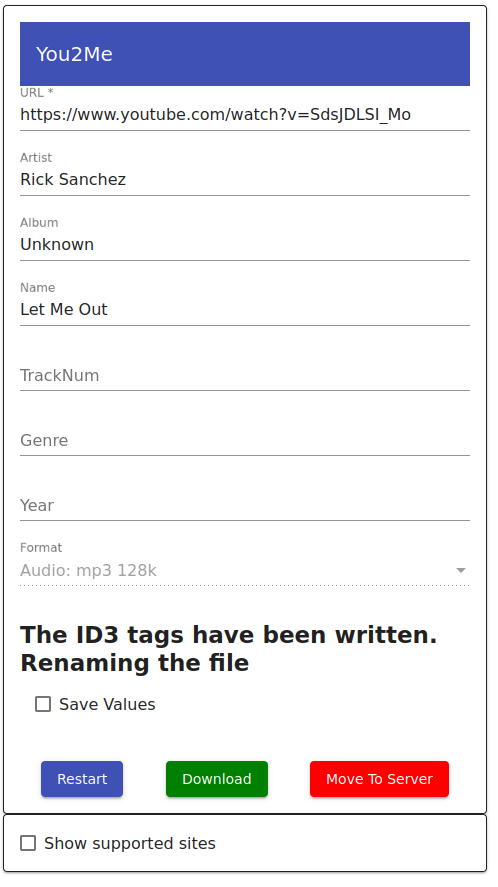 You2Me
URL *
https://www.youtube.com/watch?v=SdsJDLSI_Mo
Artist
Rick Sanchez
Album
Unknown
Name
Let Me Out
TrackNum
Genre
Year
Format
Audio: mp3 128k
The ID3 tags have been written.
Renaming the file
Save Values
Restart Download Move To Server
Show supported sites